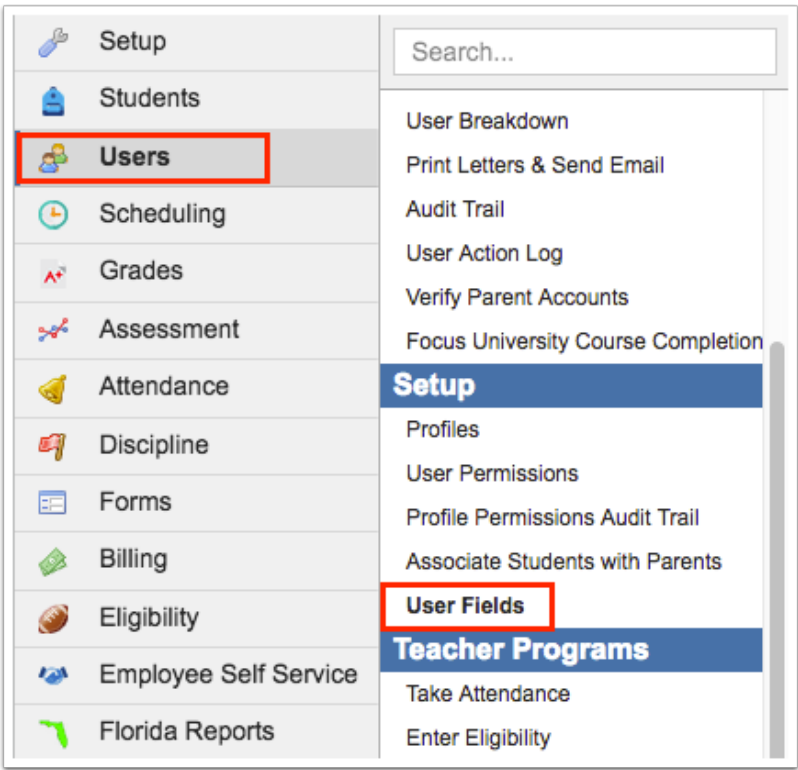 Setup
Students
Users
Scheduling
A+
Grades
Assessment
Attendance
Discipline
Forms
Billing
Eligibility
Employee Self Service
Florida Reports
Search...
User Breakdown
Print Letters & Send Email
Audit Trail
User Action Log
Verify Parent Accounts
Focus University Course Completion
Setup
Profiles
User Permissions
Profile Permissions Audit Trail
Associate Students with Parents
User Fields
Teacher Programs
Take Attendance
Enter Eligibility